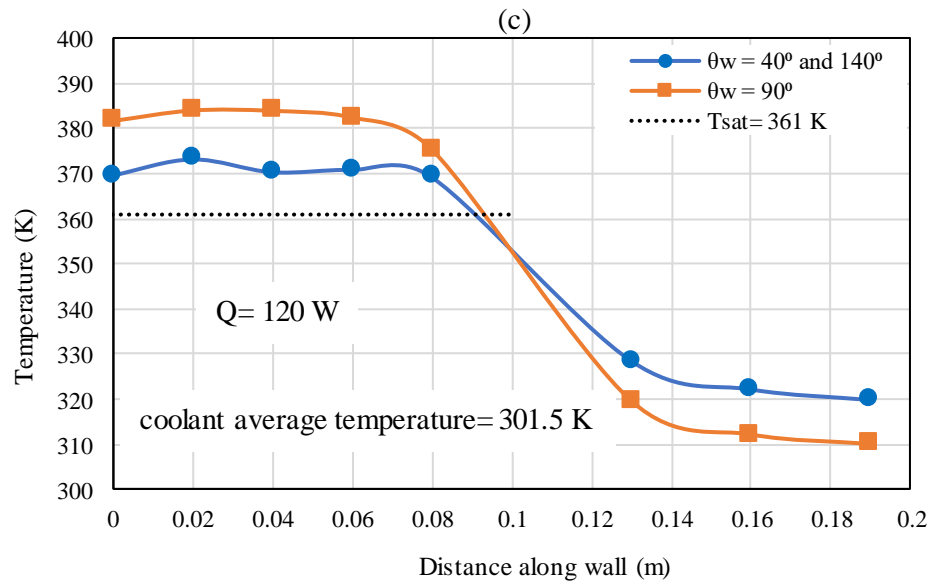 (c)
400
390
380
370
360
350
340
330
320
310
300
Temperature (K)
θw = 40º and 140º
θw = 90º
Tsat= 361 K
Q= 120 W
coolant average temperature= 301.5 K
0 0.02 0.04 0.06 0.08 0.1 0.12 0.14 0.16 0.18 0.2
Distance along wall (m)